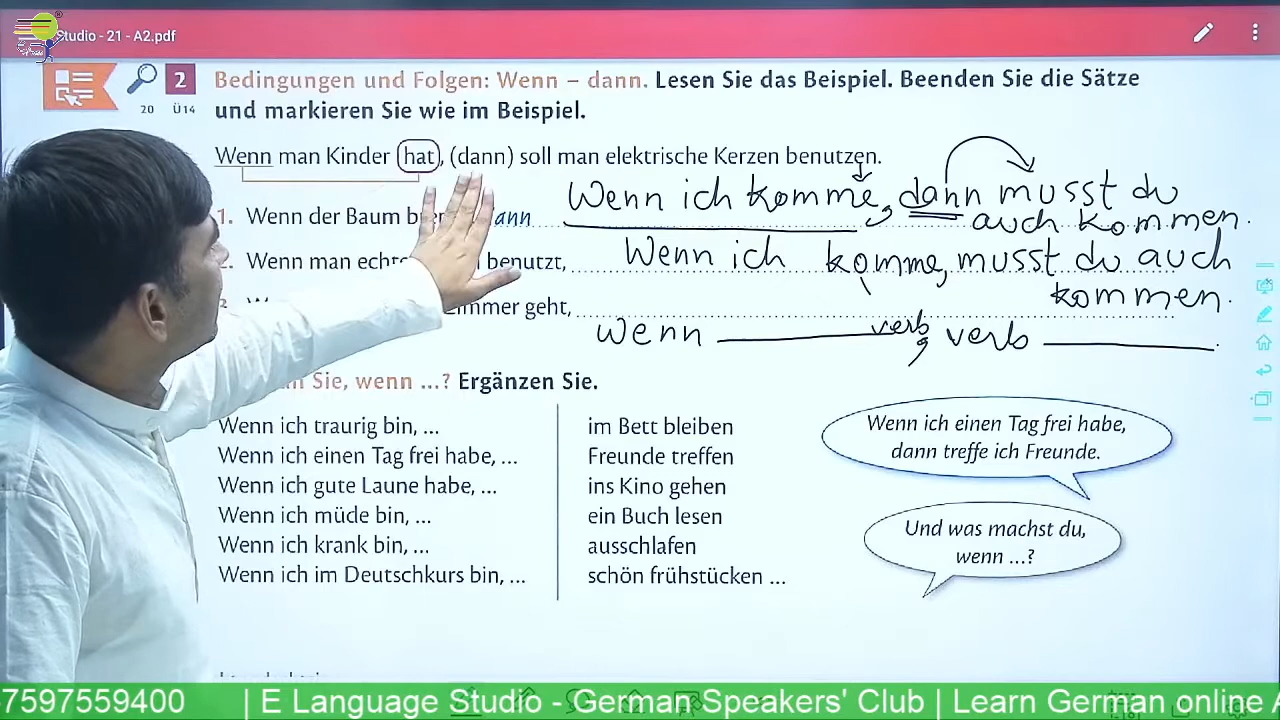 Studio - 21 - A2.pdf
2
20 Ü14
Bedingungen und Folgen: Wenn – dann. Lesen Sie das Beispiel. Beenden Sie die Sätze
und markieren Sie wie im Beispiel.
Wenn man Kinder hat, (dann) soll man elektrische Kerzen benutzen.
Wenn ich komme, dann musst du
auch kommen.
1. Wenn der Baum
Wenn ich komme, musst du auch
kommen.
Wenn man benutzt,
geht,
wenn verb, verb
Sie, wenn ...? Ergänzen Sie.
Wenn ich traurig bin, ...
Wenn ich einen Tag frei habe, ...
Wenn ich gute Laune habe, ...
Wenn ich müde bin, ...
Wenn ich krank bin, ...
Wenn ich im Deutschkurs bin, ...
im Bett bleiben
Freunde treffen
ins Kino gehen
ein Buch lesen
ausschlafen
schön frühstücken ...
Wenn ich einen Tag frei habe,
dann treffe ich Freunde.
Und was machst du,
wenn ...?
7597559400 | E Language Studio - German Speakers' Club | Learn German online